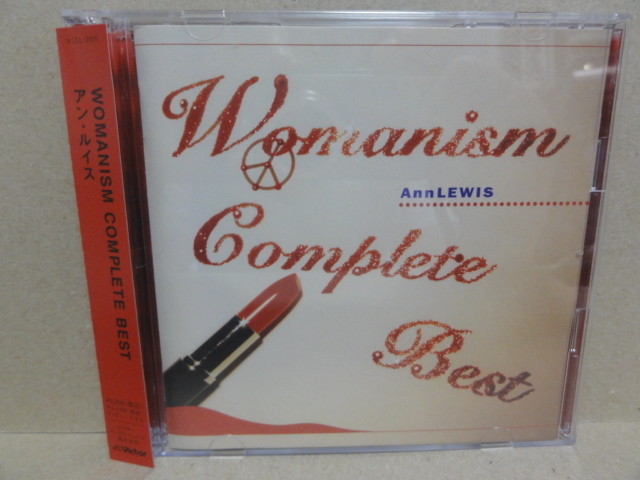 WOMANISM COMPLETE BEST
アン・ルイス
Victor
Womanism
AnnLEWIS
Complete
Best